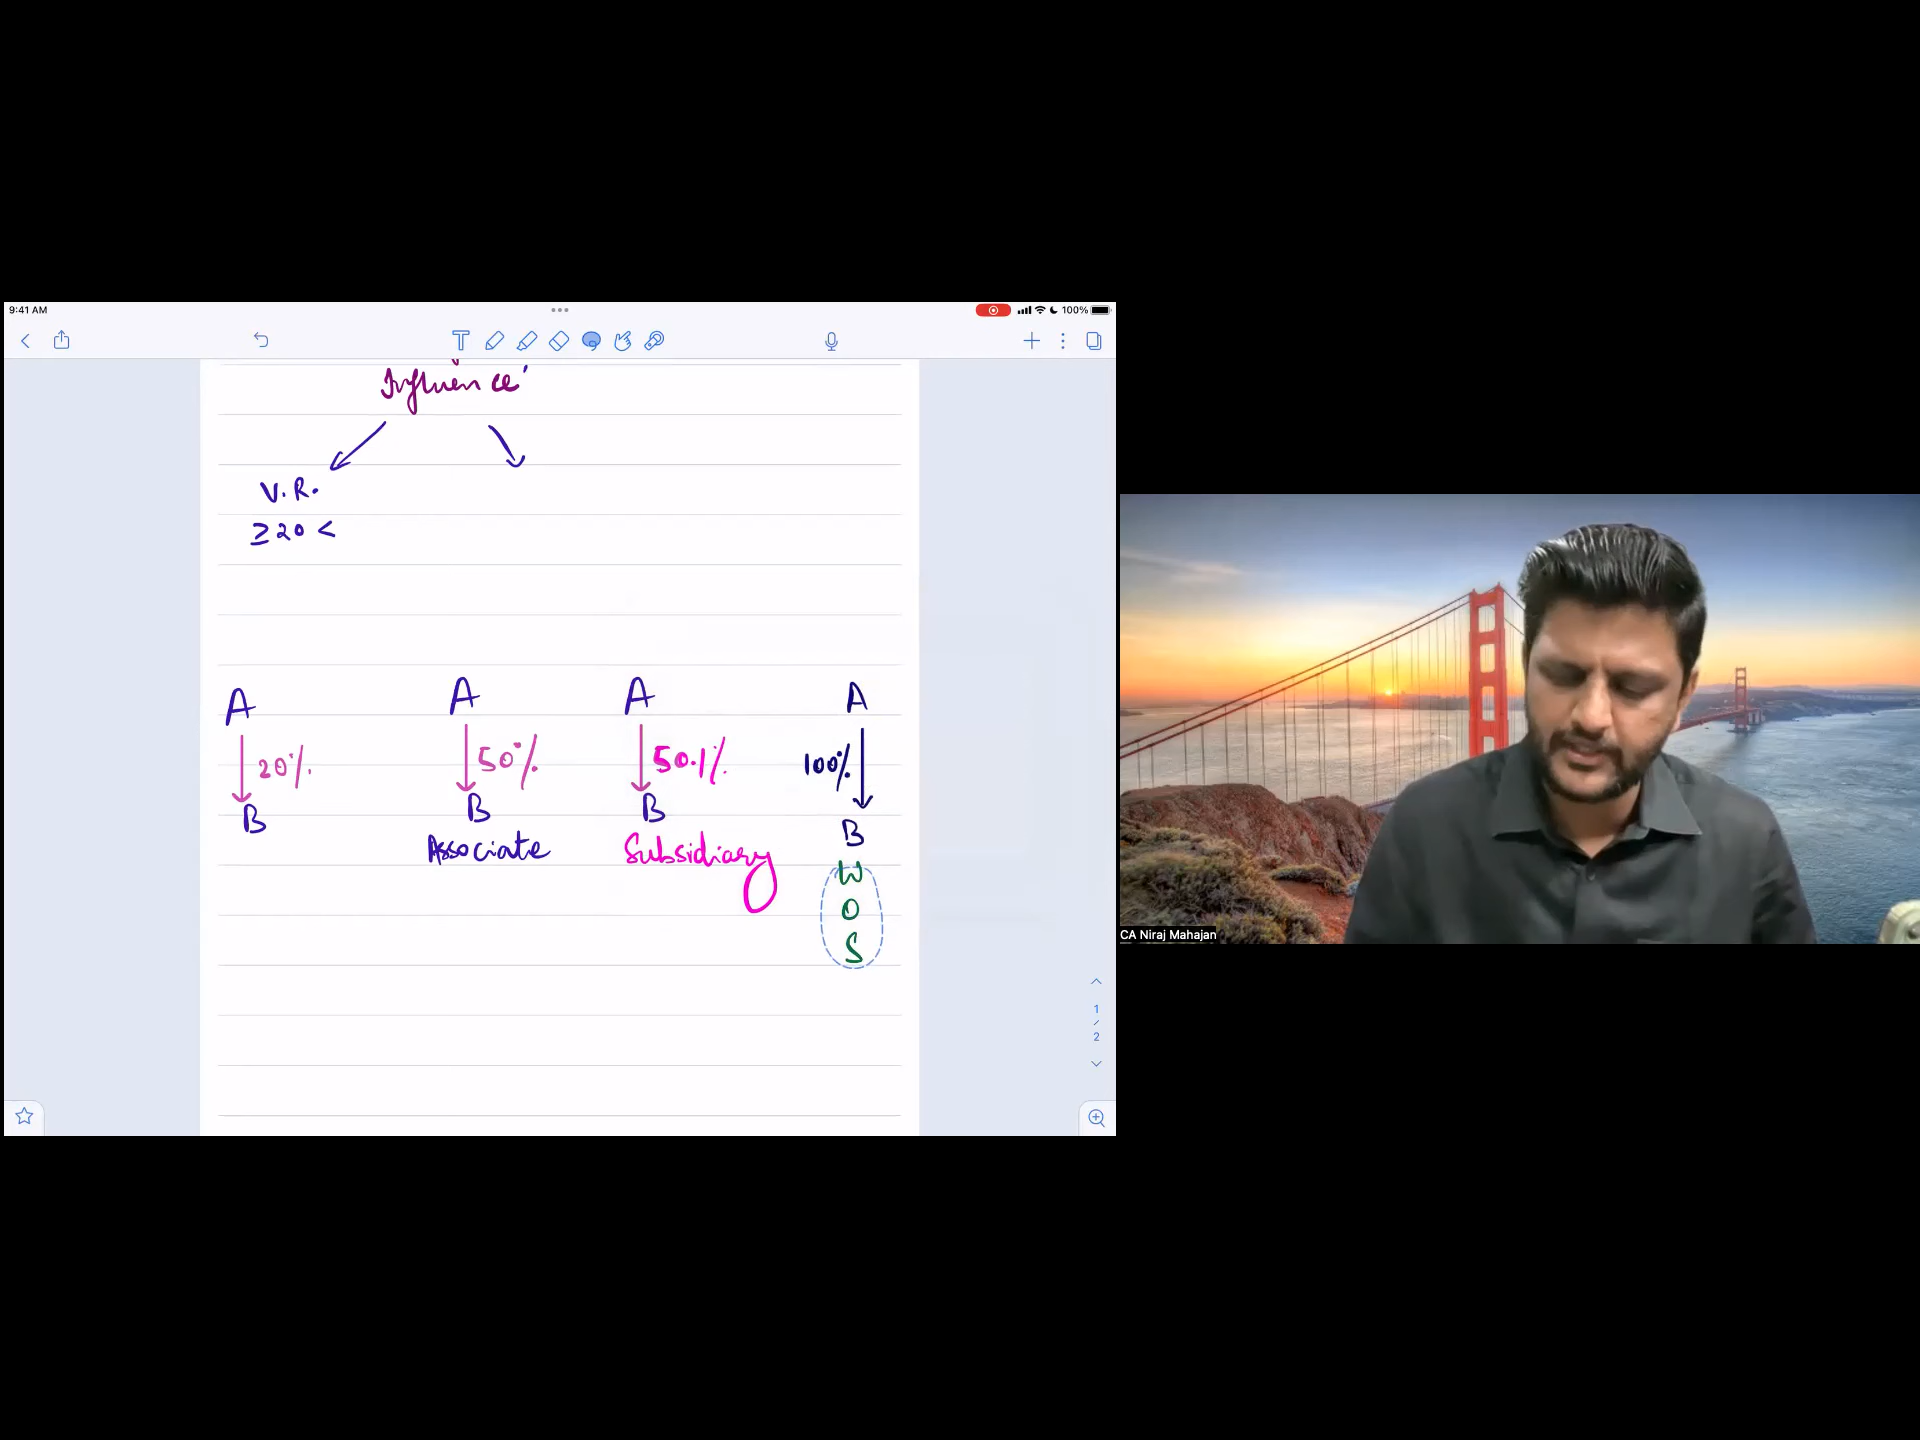 9:41 AM
100%
Influence'
V.R.
≥20 <
A A A A
20% 50% 50.1% 100%
B B B B
Associate Subsidiary
W
O
S
1
/
2
CA Niraj Mahajan